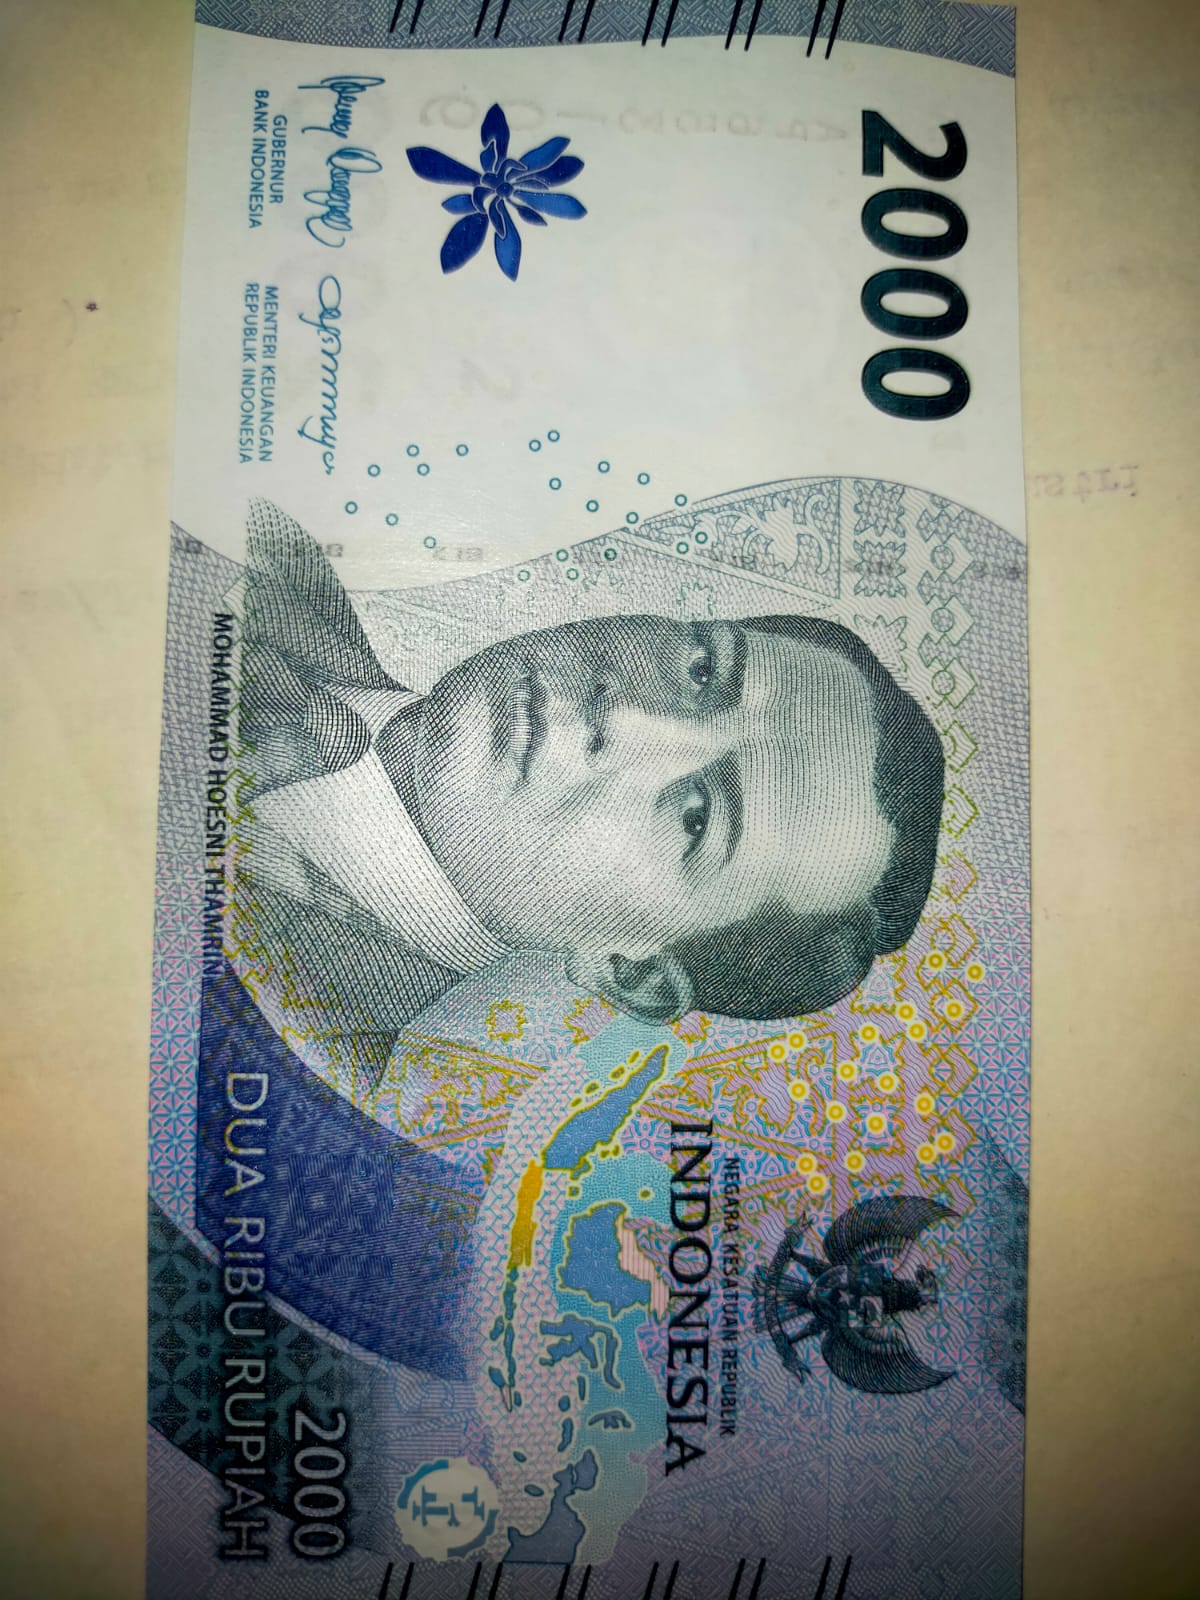 2000
GUBERNUR
BANK INDONESIA
MENTERI KEUANGAN
REPUBLIK INDONESIA
MOHAMMAD HOESNI THAMRIN
NEGARA KESATUAN REPUBLIK
INDONESIA
2000
DUA RIBU RUPIAH